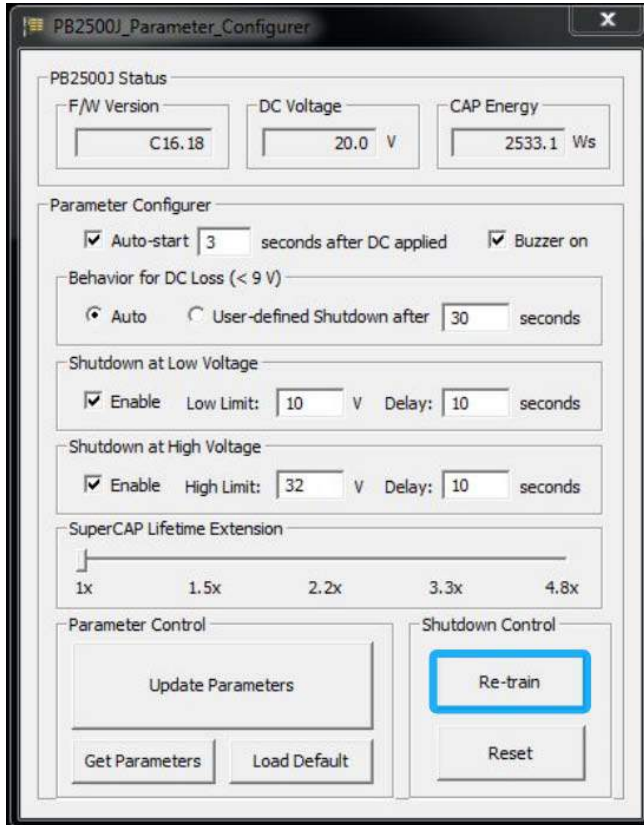 PB2500J_Parameter_Configurer
PB2500J Status
F/W Version DC Voltage CAP Energy
C16.18 20.0 V 2533.1 Ws
Parameter Configurer
Auto-start 3 seconds after DC applied Buzzer on
Behavior for DC Loss (< 9 V)
Auto User-defined Shutdown after 30 seconds
Shutdown at Low Voltage
Enable Low Limit: 10 V Delay: 10 seconds
Shutdown at High Voltage
Enable High Limit: 32 V Delay: 10 seconds
SuperCAP Lifetime Extension
1x 1.5x 2.2x 3.3x 4.8x
Parameter Control Shutdown Control
Update Parameters Re-train
Get Parameters Load Default Reset